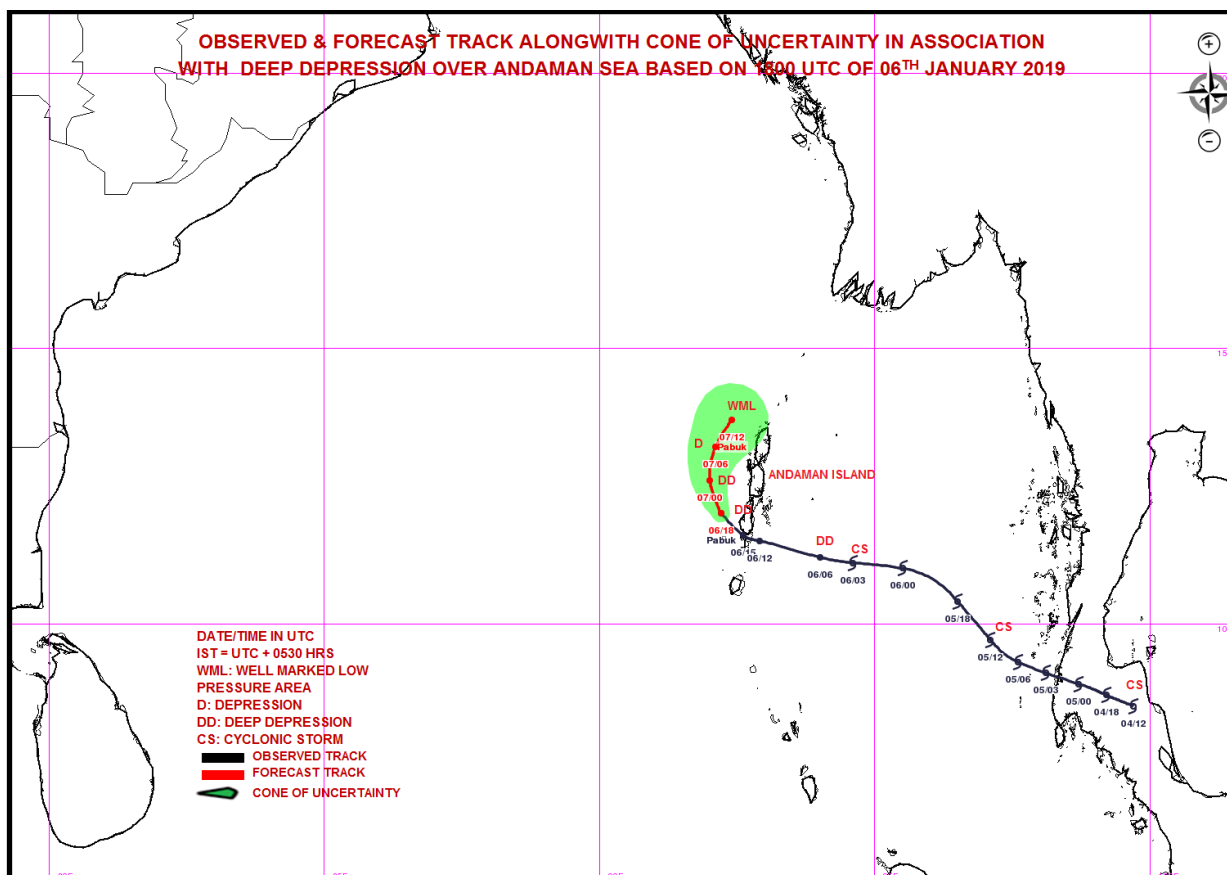 OBSERVED & FORECAST TRACK ALONGWITH CONE OF UNCERTAINTY IN ASSOCIATION
WITH DEEP DEPRESSION OVER ANDAMAN SEA BASED ON 1800 UTC OF 06TH JANUARY 2019
WML
07/12
D
Pabuk
07/06
DD
ANDAMAN ISLAND
07/00
DD
06/18
Pabuk
06/15
06/12
DD
CS
06/06
06/03
06/00
05/18
CS
05/12
05/06
05/03
CS
05/00
04/18
04/12
DATE/TIME IN UTC
IST = UTC + 0530 HRS
WML: WELL MARKED LOW
PRESSURE AREA
D: DEPRESSION
DD: DEEP DEPRESSION
CS: CYCLONIC STORM
OBSERVED TRACK
FORECAST TRACK
CONE OF UNCERTAINTY